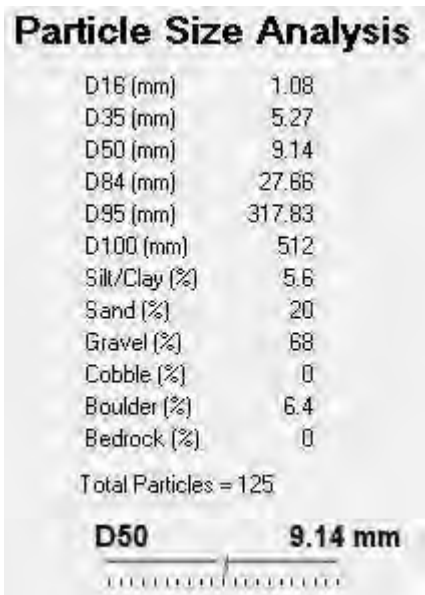 Particle Size Analysis
D16 (mm) 1.08
D35 (mm) 5.27
D50 (mm) 9.14
D84 (mm) 27.66
D95 (mm) 317.83
D100 (mm) 512
Silt/Clay (%) 5.6
Sand (%) 20
Gravel (%) 68
Cobble (%) 0
Boulder (%) 6.4
Bedrock (%) 0
Total Particles = 125
D50 9.14 mm